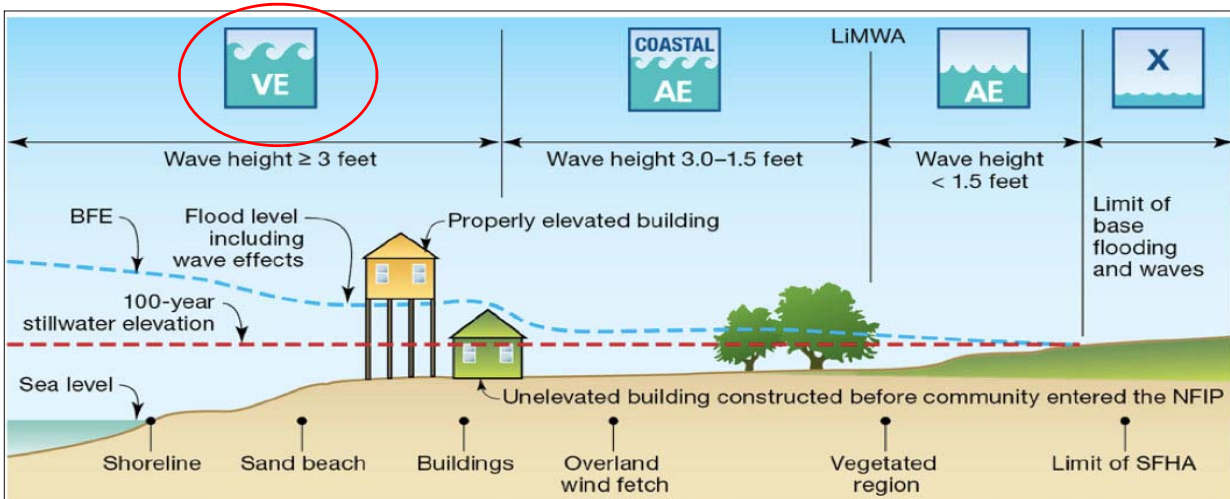 VE
COASTAL
AE
LiMWA
AE
X
Wave height ≥ 3 feet
Wave height 3.0–1.5 feet
Wave height
< 1.5 feet
BFE
Flood level
including
wave effects
Properly elevated building
Limit of
base
flooding
and waves
100-year
stillwater elevation
Sea level
Unelevated building constructed before community entered the NFIP
Shoreline
Sand beach
Buildings
Overland
wind fetch
Vegetated
region
Limit of SFHA